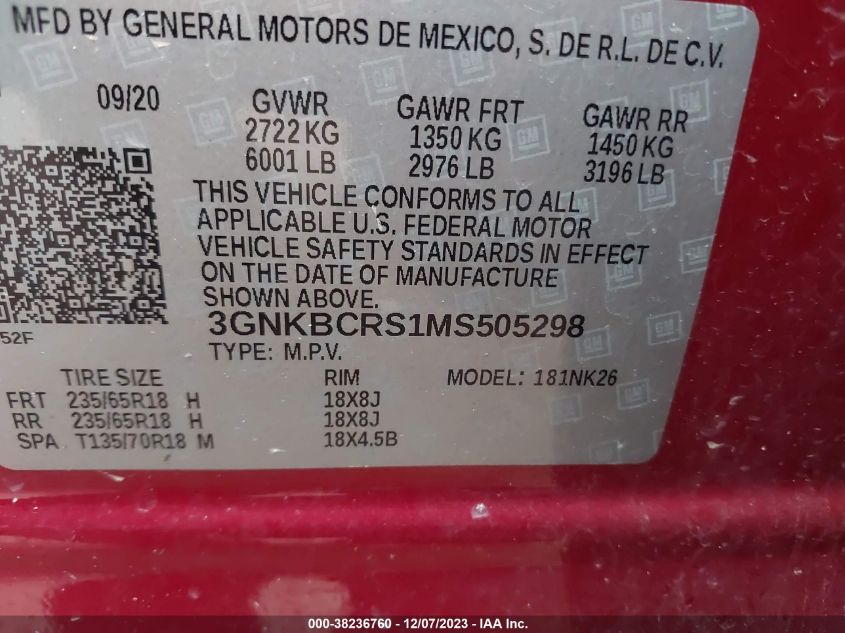 MFD BY GENERAL MOTORS DE MEXICO, S. DE R.L. DE C.V.
09/20 GVWR GAWR FRT GAWR RR
2722 KG 1350 KG 1450 KG
6001 LB 2976 LB 3196 LB
THIS VEHICLE CONFORMS TO ALL
APPLICABLE U.S. FEDERAL MOTOR
VEHICLE SAFETY STANDARDS IN EFFECT
ON THE DATE OF MANUFACTURE
SHOWN ABOVE.
3GNKBCRS1MS505298
52F
TYPE: M.P.V.
TIRE SIZE RIM MODEL: 181NK26
FRT 235/65R18 H 18X8J
RR 235/65R18 H 18X8J
SPA T135/70R18 M 18X4.5B
000-38236760 - 12/07/2023 - IAA Inc.